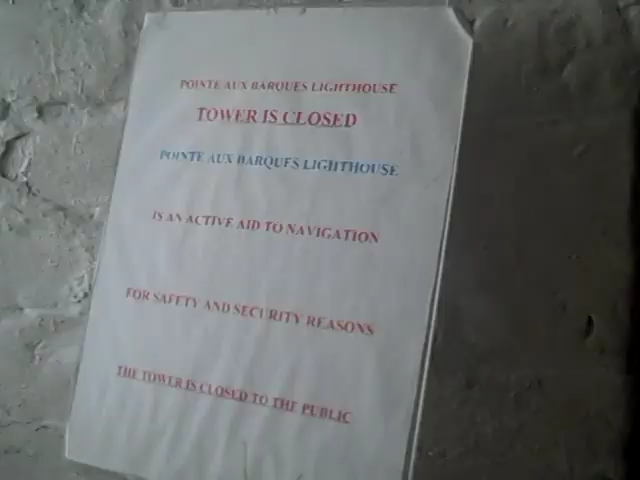 POINTE AUX BARQUES LIGHTHOUSE
TOWER IS CLOSED
POINTE AUX BARQUES LIGHTHOUSE
IS AN ACTIVE AID TO NAVIGATION
FOR SAFETY AND SECURITY REASONS
THE TOWER IS CLOSED TO THE PUBLIC